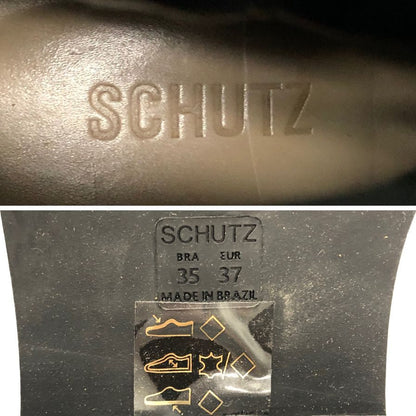 SCHUTZ
SCHUTZ
BRA EUR
35 37
MADE IN BRAZIL